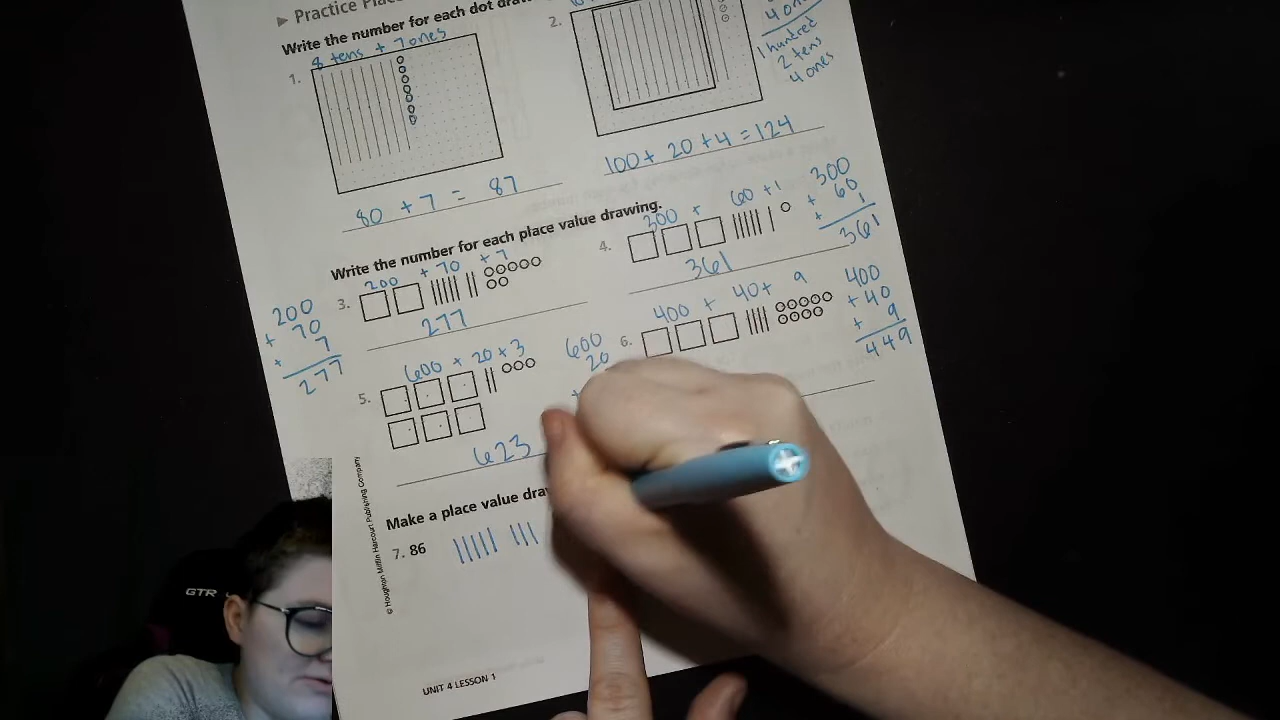 Practice Place
Write the number for each dot draw
8 tens + 7 ones
1.
80 + 7 = 87
2.
4 ones
1 hundred
2 tens
4 ones
100 + 20 + 4 = 124
Write the number for each place value drawing.
200 + 70 + 7
3.
277
200
+ 70
+ 7
277
300 + 60 + 1
4.
361
300
+ 60
+ 1
361
600 + 20 + 3
5.
623
600
20
+
400 + 40 + 9
6.
400
+ 40
+ 9
449
Make a place value draw
7. 86
© Houghton Mifflin Harcourt Publishing Company
UNIT 4 LESSON 1
GTR